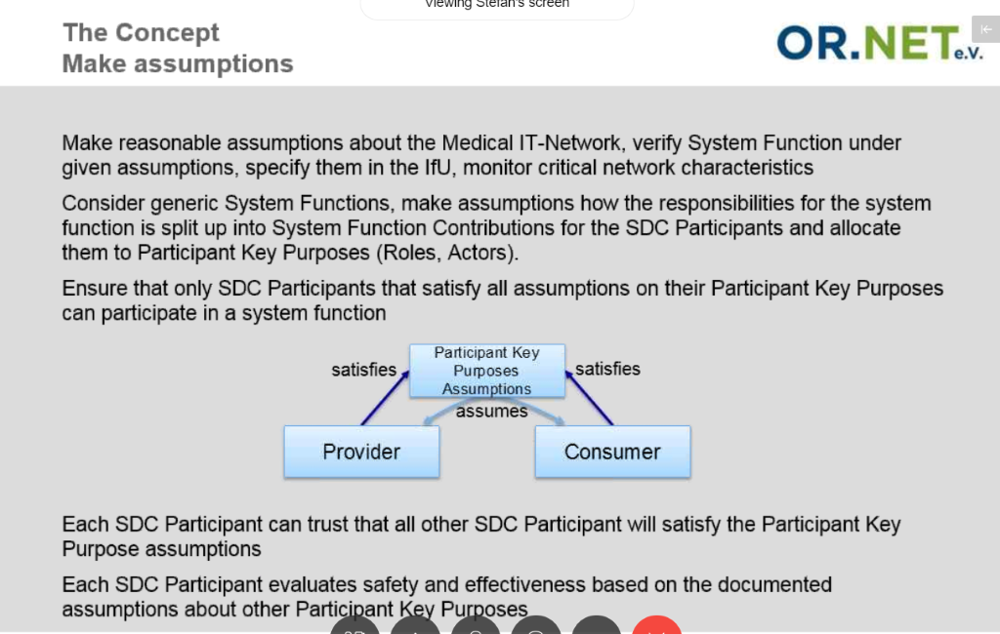 Viewing Stefan's screen
The Concept
Make assumptions
OR.NET e.V.
Make reasonable assumptions about the Medical IT-Network, verify System Function under
given assumptions, specify them in the IfU, monitor critical network characteristics
Consider generic System Functions, make assumptions how the responsibilities for the system
function is split up into System Function Contributions for the SDC Participants and allocate
them to Participant Key Purposes (Roles, Actors).
Ensure that only SDC Participants that satisfy all assumptions on their Participant Key Purposes
can participate in a system function
Participant Key
Purposes
Assumptions
satisfies
satisfies
assumes
Provider
Consumer
Each SDC Participant can trust that all other SDC Participant will satisfy the Participant Key
Purpose assumptions
Each SDC Participant evaluates safety and effectiveness based on the documented
assumptions about other Participant Key Purposes